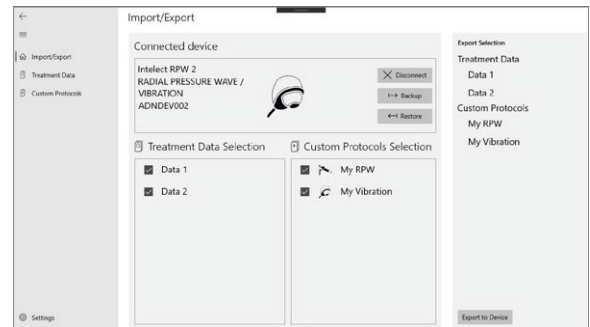 Import/Export
Import/Export
Treatment Data
Custom Protocols
Settings
Connected device
Intelect RPW 2
RADIAL PRESSURE WAVE /
VIBRATION
ADNDEV002
Disconnect
Backup
Restore
Treatment Data Selection
Data 1
Data 2
Custom Protocols Selection
My RPW
My Vibration
Export Selection
Treatment Data
Data 1
Data 2
Custom Protocols
My RPW
My Vibration
Export to Device